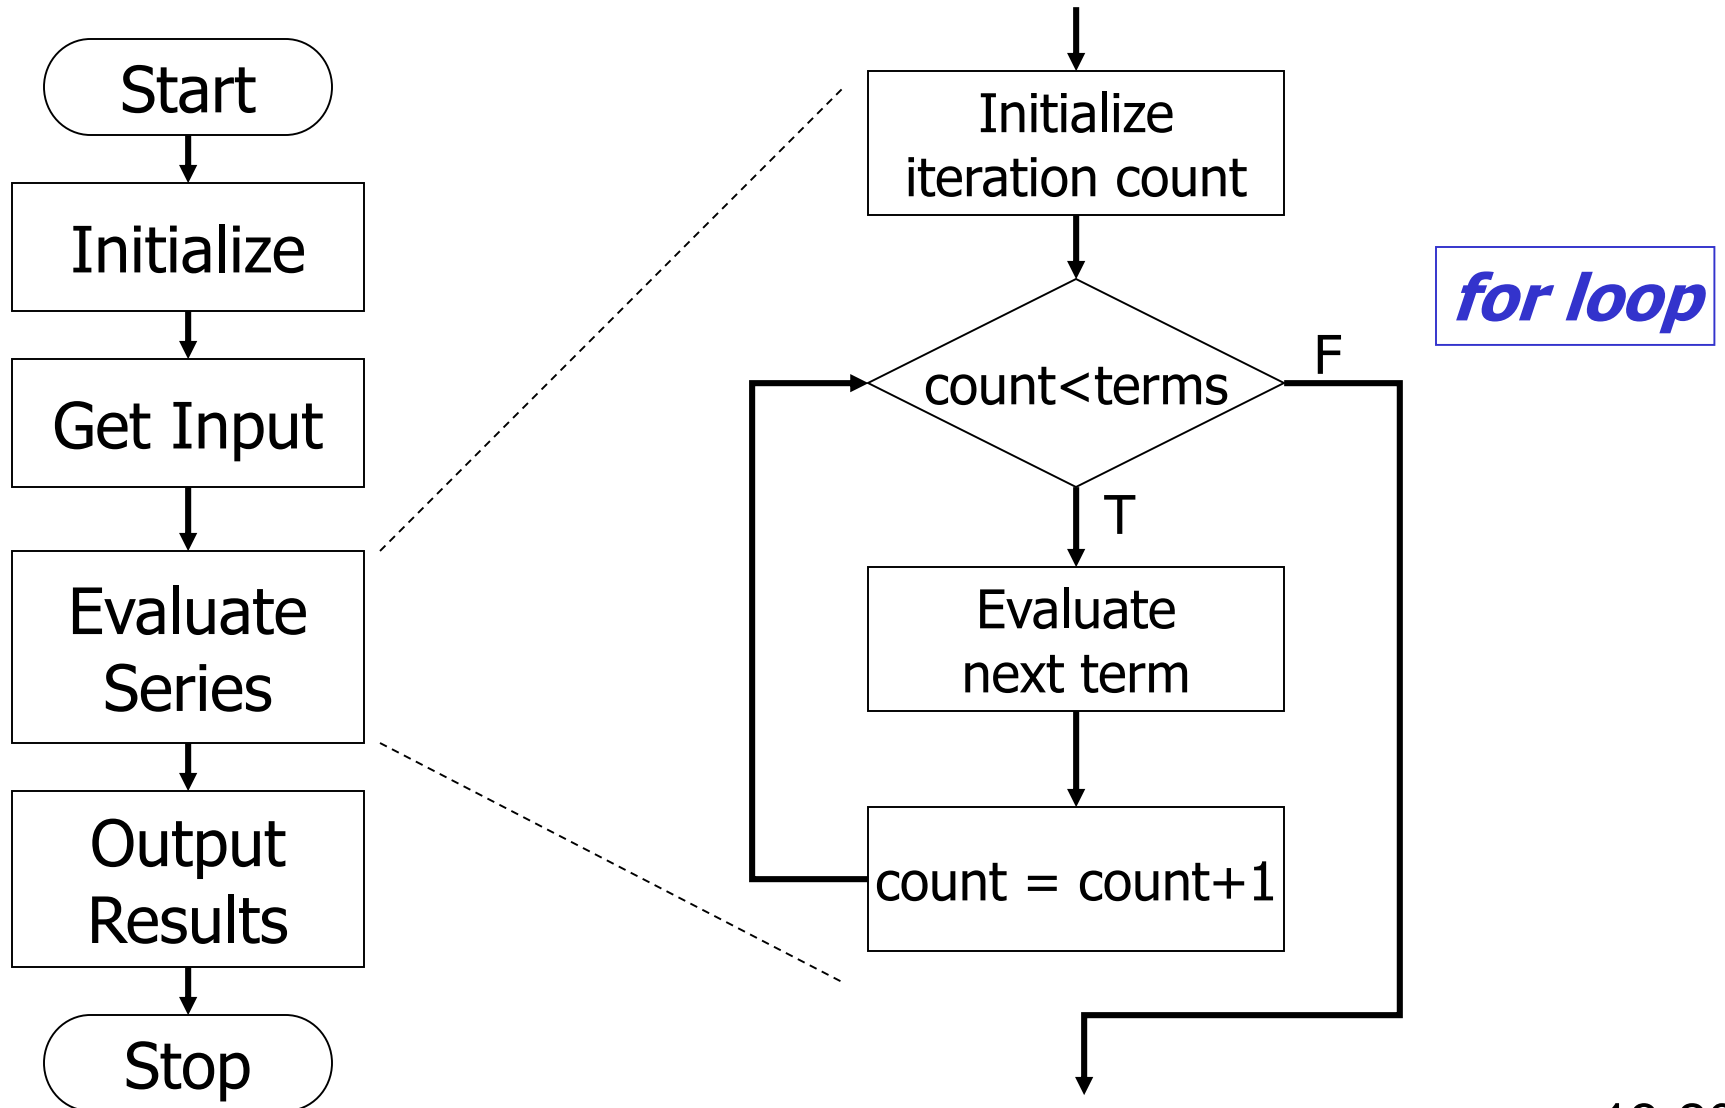 Start
Initialize
Get Input
Evaluate
Series
Output
Results
Stop
Initialize
iteration count
count<terms
F
T
Evaluate
next term
count = count+1
for loop